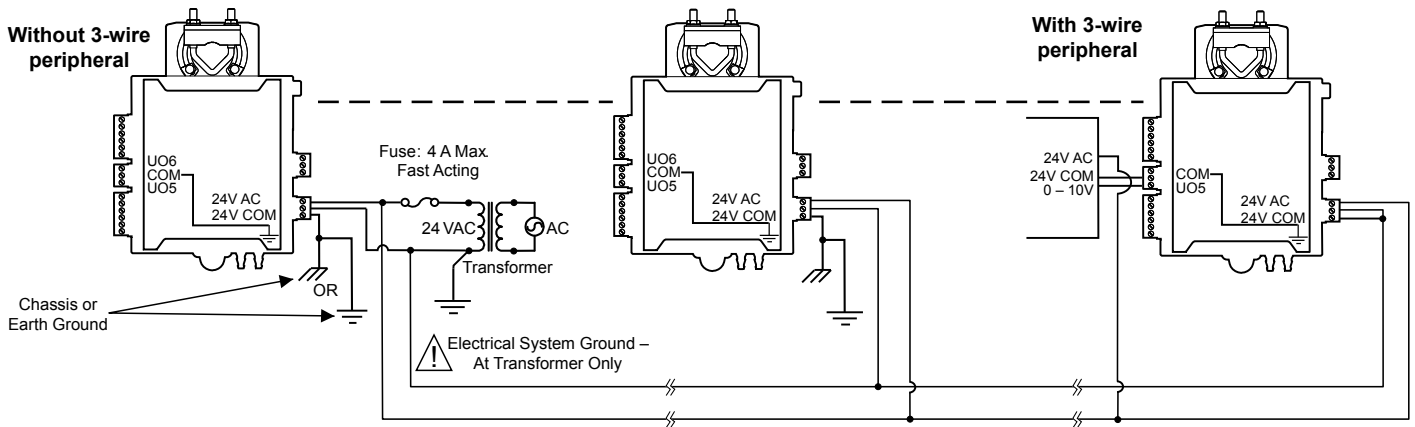 Without 3-wire
peripheral
UO6
COM
UO5
24V AC
24V COM
Chassis or
Earth Ground
OR
Fuse: 4 A Max.
Fast Acting
24 VAC
AC
Transformer
Electrical System Ground –
At Transformer Only
UO6
COM
UO5
24V AC
24V COM
With 3-wire
peripheral
24V AC
24V COM
0 – 10V
COM
UO5
24V AC
24V COM